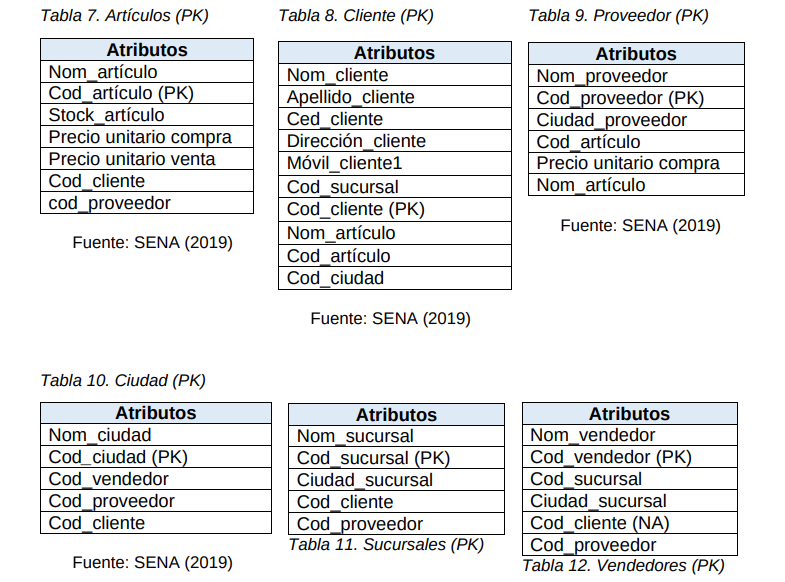 Tabla 7. Artículos (PK)
Atributos
Nom_artículo
Cod_artículo (PK)
Stock_artículo
Precio unitario compra
Precio unitario venta
Cod_cliente
cod_proveedor
Fuente: SENA (2019)
Tabla 8. Cliente (PK)
Atributos
Nom_cliente
Apellido_cliente
Ced_cliente
Dirección_cliente
Móvil_cliente1
Cod_sucursal
Cod_cliente (PK)
Nom_artículo
Cod_artículo
Cod_ciudad
Fuente: SENA (2019)
Tabla 9. Proveedor (PK)
Atributos
Nom_proveedor
Cod_proveedor (PK)
Ciudad_proveedor
Cod_artículo
Precio unitario compra
Nom_artículo
Fuente: SENA (2019)
Tabla 10. Ciudad (PK)
Atributos
Nom_ciudad
Cod_ciudad (PK)
Cod_vendedor
Cod_proveedor
Cod_cliente
Fuente: SENA (2019)
Atributos
Nom_sucursal
Cod_sucursal (PK)
Ciudad_sucursal
Cod_cliente
Cod_proveedor
Tabla 11. Sucursales (PK)
Atributos
Nom_vendedor
Cod_vendedor (PK)
Cod_sucursal
Ciudad_sucursal
Cod_cliente (NA)
Cod_proveedor
Tabla 12. Vendedores (PK)